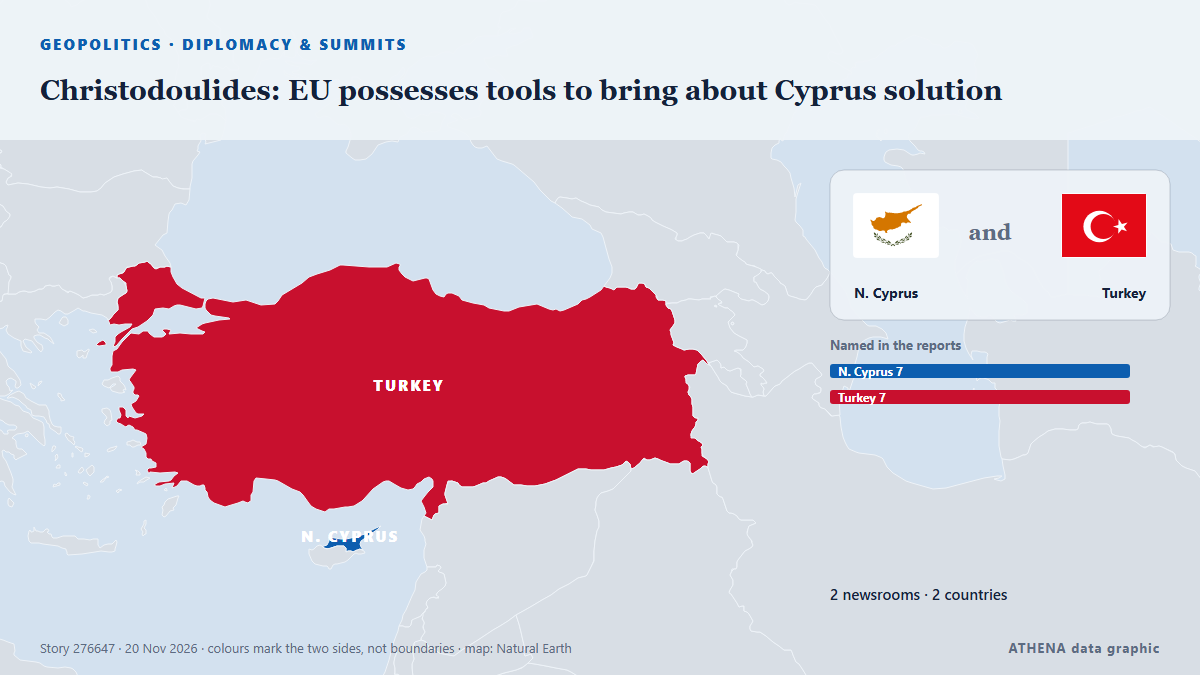 GEOPOLITICS · DIPLOMACY & SUMMITS
Christodoulides: EU possesses tools to bring about Cyprus solution
and
N. Cyprus
Turkey
Named in the reports
N. Cyprus 7
Turkey 7
TURKEY
N. CYPRUS
2 newsrooms · 2 countries
Story 276647 · 20 Nov 2026 · colours mark the two sides, not boundaries · map: Natural Earth
ATHENA data graphic